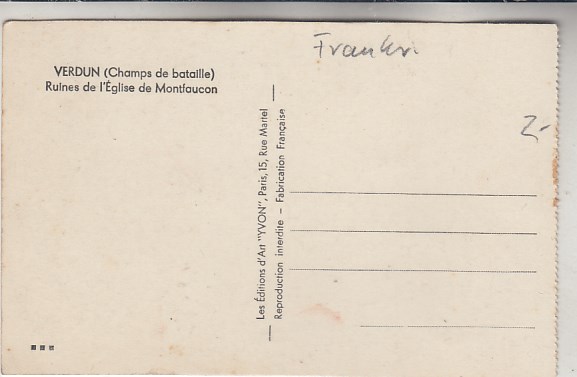 VERDUN (Champs de bataille)
Ruines de l'Église de Montfaucon
Les Éditions d'Art "YVON", Paris, 15, Rue Martel
Reproduction interdite – Fabrication Française
Frankr.
2,-